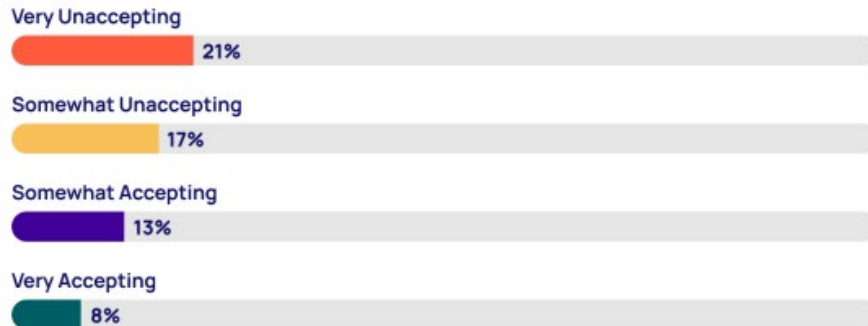 Very Unaccepting
21%
Somewhat Unaccepting
17%
Somewhat Accepting
13%
Very Accepting
8%